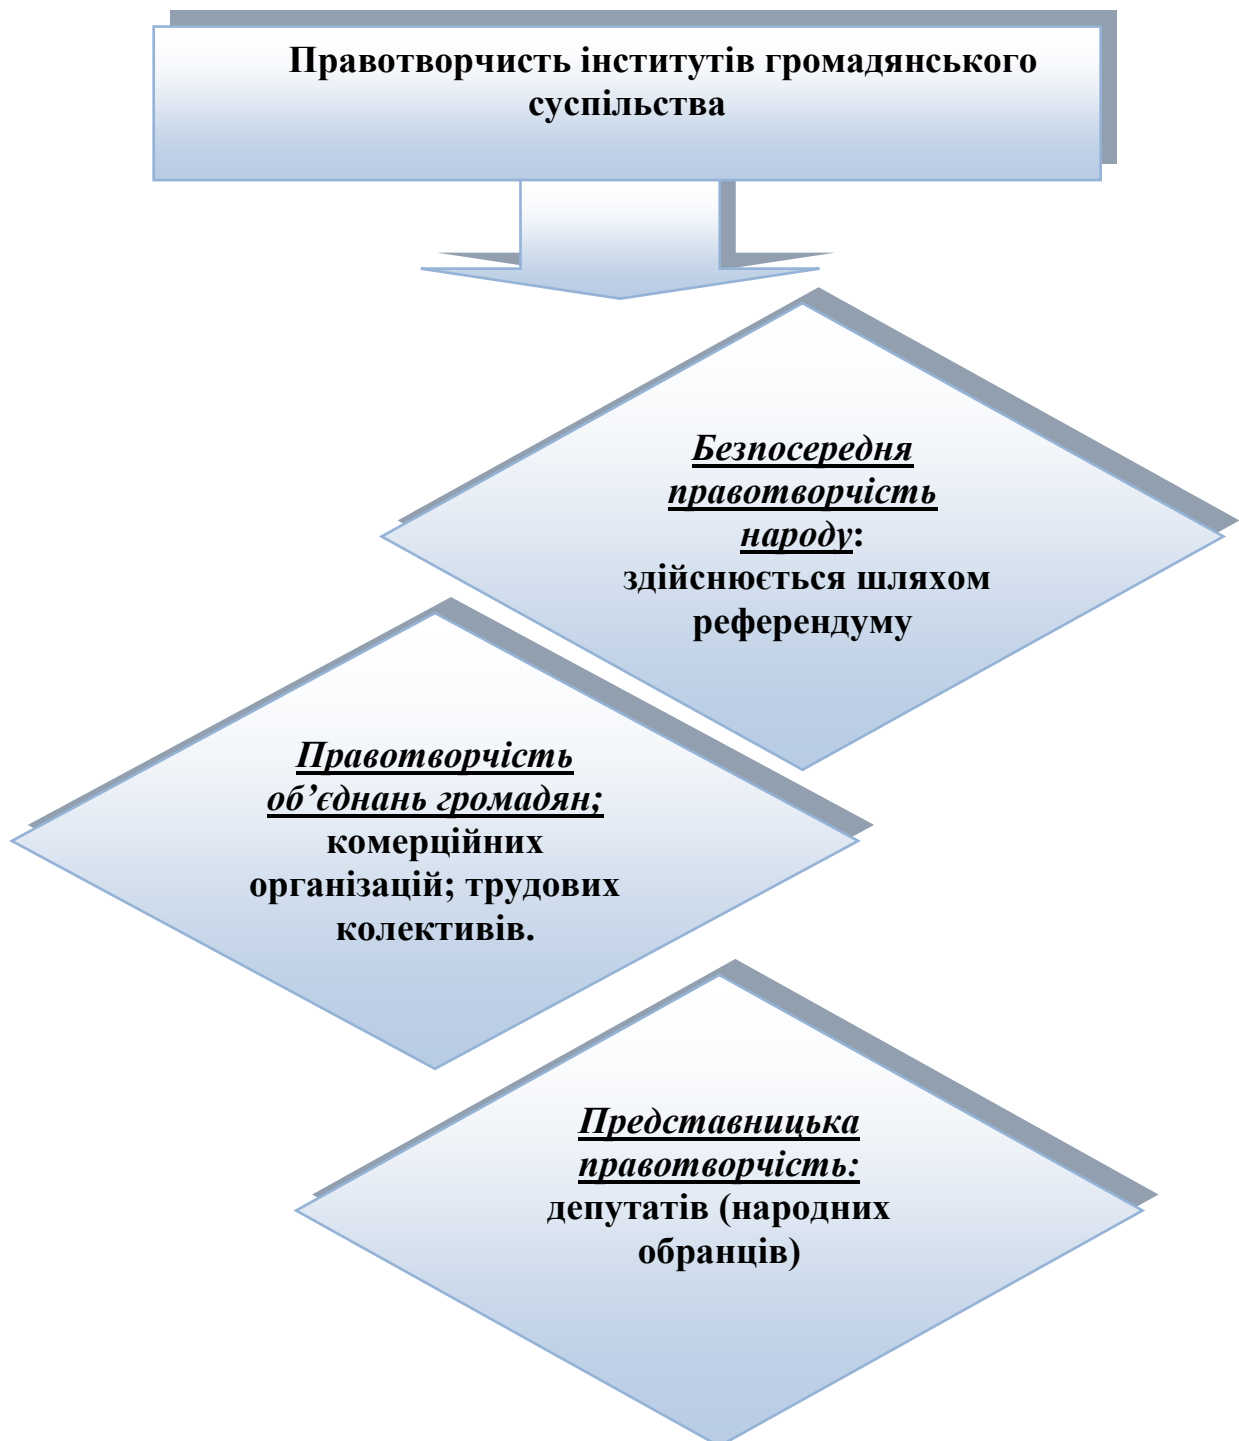 Правотворчисть інститутів громадянського
суспільства
Безпосередня
правотворчість
народу:
здійснюється шляхом
референдуму
Правотворчість
об’єднань громадян;
комерційних
організацій; трудових
колективів.
Представницька
правотворчість:
депутатів (народних
обранців)